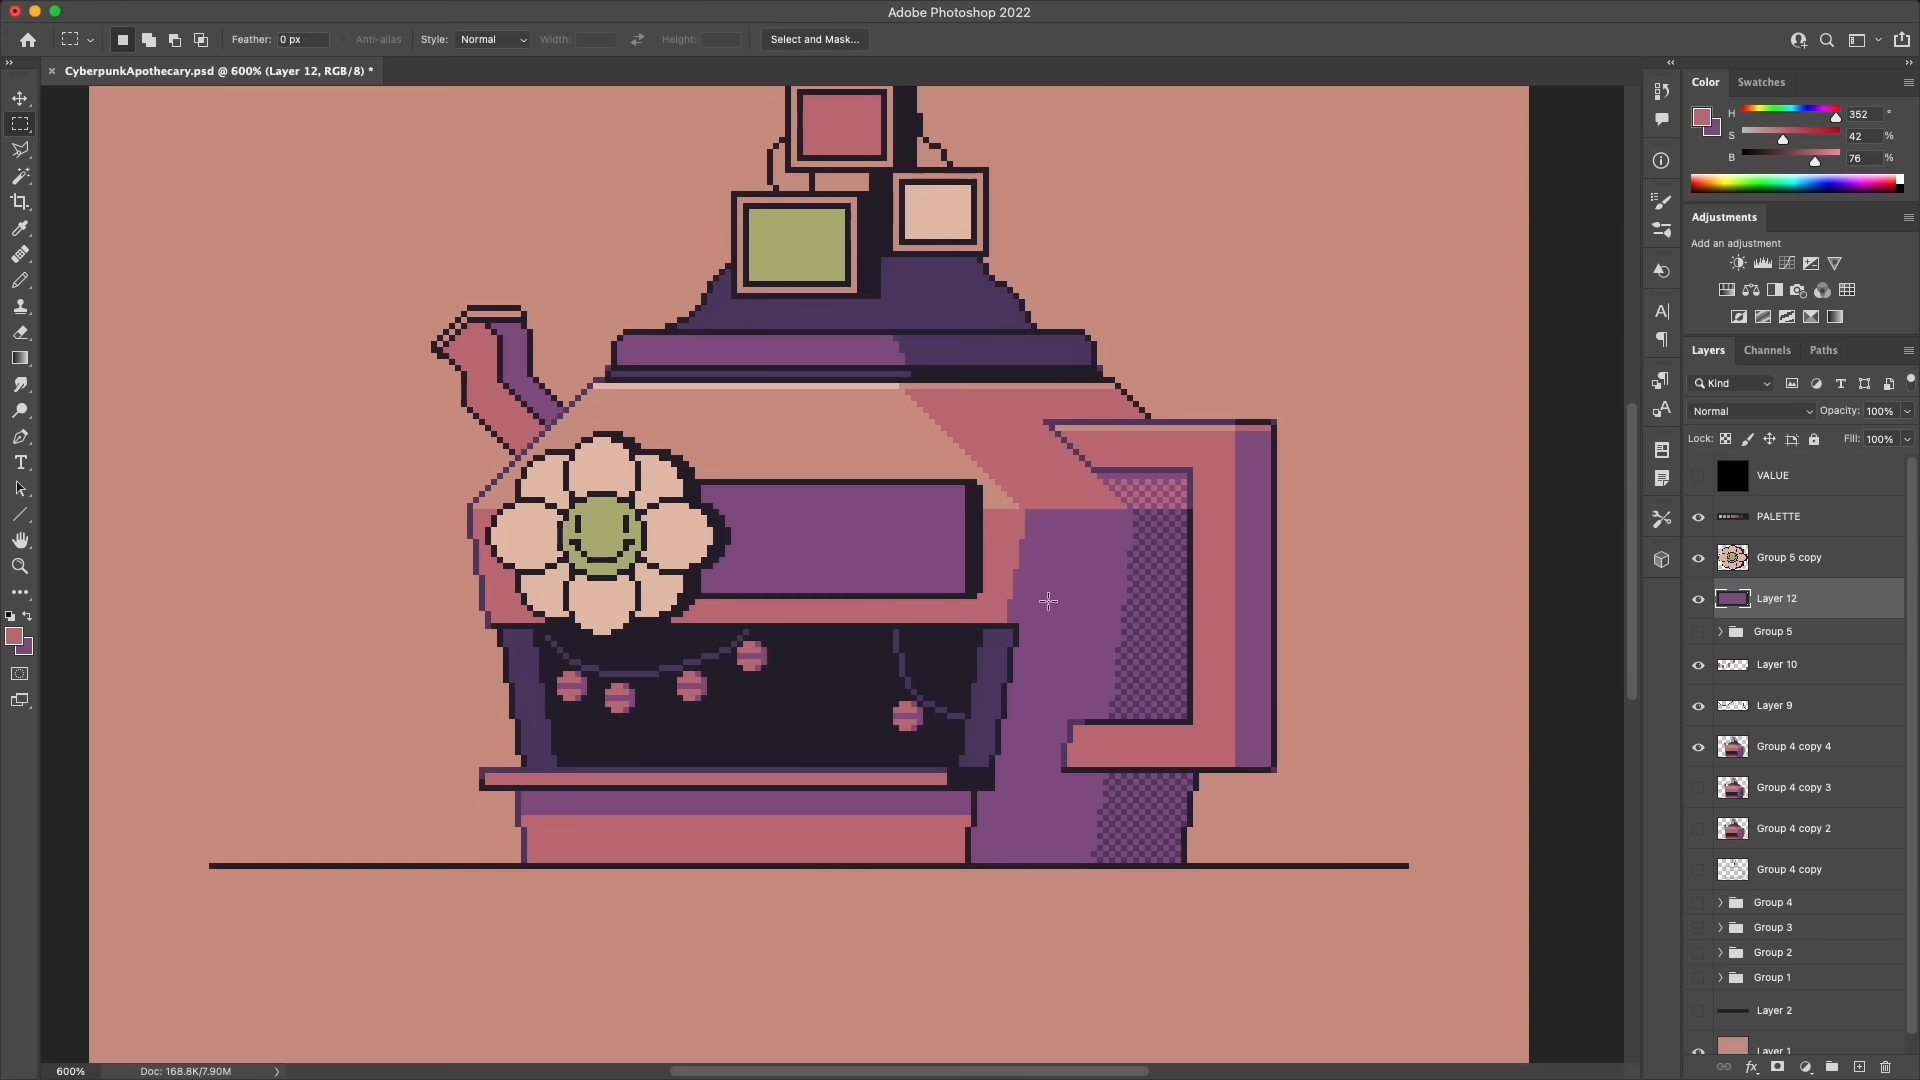 Adobe Photoshop 2022
Feather: 0 px
Anti-alias
Style: Normal
Width:
Height:
Select and Mask...
CyberpunkApothecary.psd @ 600% (Layer 12, RGB/8) *
Color
Swatches
H 352 °
S 42 %
B 76 %
Adjustments
Add an adjustment
Layers
Channels
Paths
Kind
Normal
Opacity: 100%
Lock:
Fill: 100%
VALUE
PALETTE
Group 5 copy
Layer 12
Group 5
Layer 10
Layer 9
Group 4 copy 4
Group 4 copy 3
Group 4 copy 2
Group 4 copy
Group 4
Group 3
Group 2
Group 1
Layer 2
Layer 1
600%
Doc: 168.8K/7.90M